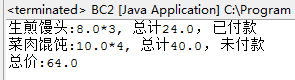 <terminated> BC2 [Java Application] C:\Program
生煎馒头:8.0*3, 总计24.0, 已付款
菜肉馄饨:10.0*4, 总计40.0, 未付款
总价:64.0